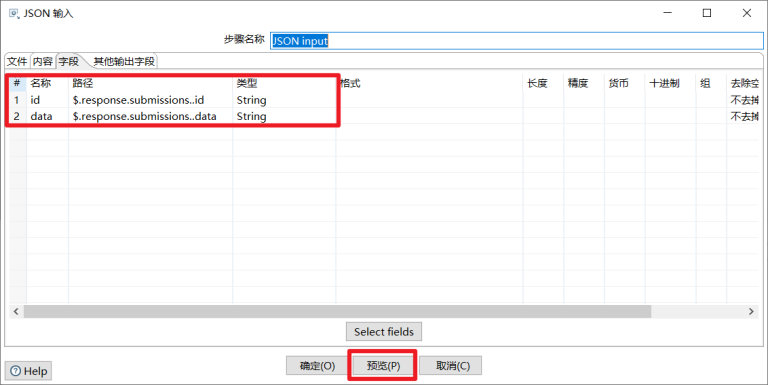 JSON 输入
步骤名称 JSON input
文件 内容 字段 其他输出字段
# 名称 路径 类型 格式 长度 精度 货币 十进制 组 去除空
1 id $.response.submissions..id String 不去掉
2 data $.response.submissions..data String 不去掉
Select fields
Help 确定(O) 预览(P) 取消(C)